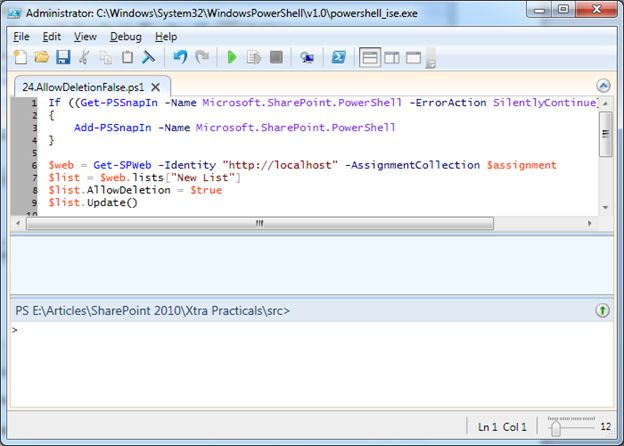 Administrator: C:\Windows\System32\WindowsPowerShell\v1.0\powershell_ise.exe
File Edit View Debug Help
24.AllowDeletionFalse.ps1
1 If ((Get-PSSnapIn -Name Microsoft.SharePoint.PowerShell -ErrorAction SilentlyContinue)
2 {
3 Add-PSSnapIn -Name Microsoft.SharePoint.PowerShell
4 }
5
6 $web = Get-SPWeb -Identity "http://localhost" -AssignmentCollection $assignment
7 $list = $web.lists["New List"]
8 $list.AllowDeletion = $true
9 $list.Update()
10
PS E:\Articles\SharePoint 2010\Xtra Practicals\src>
>
Ln 1 Col 1 12